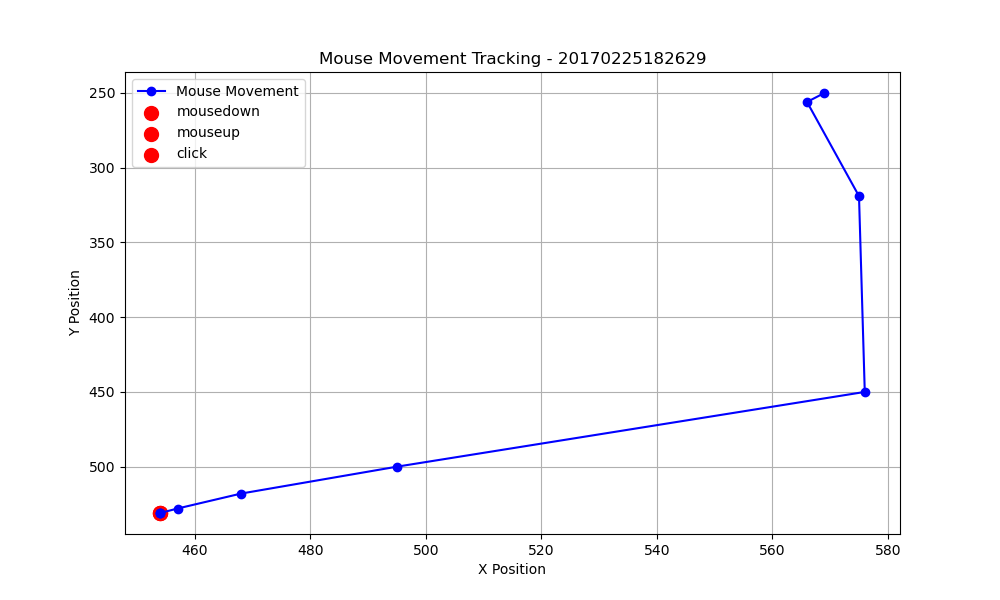 Mouse Movement Tracking - 20170225182629
Mouse Movement
mousedown
mouseup
click
250
300
350
400
450
500
Y Position
460 480 500 520 540 560 580
X Position